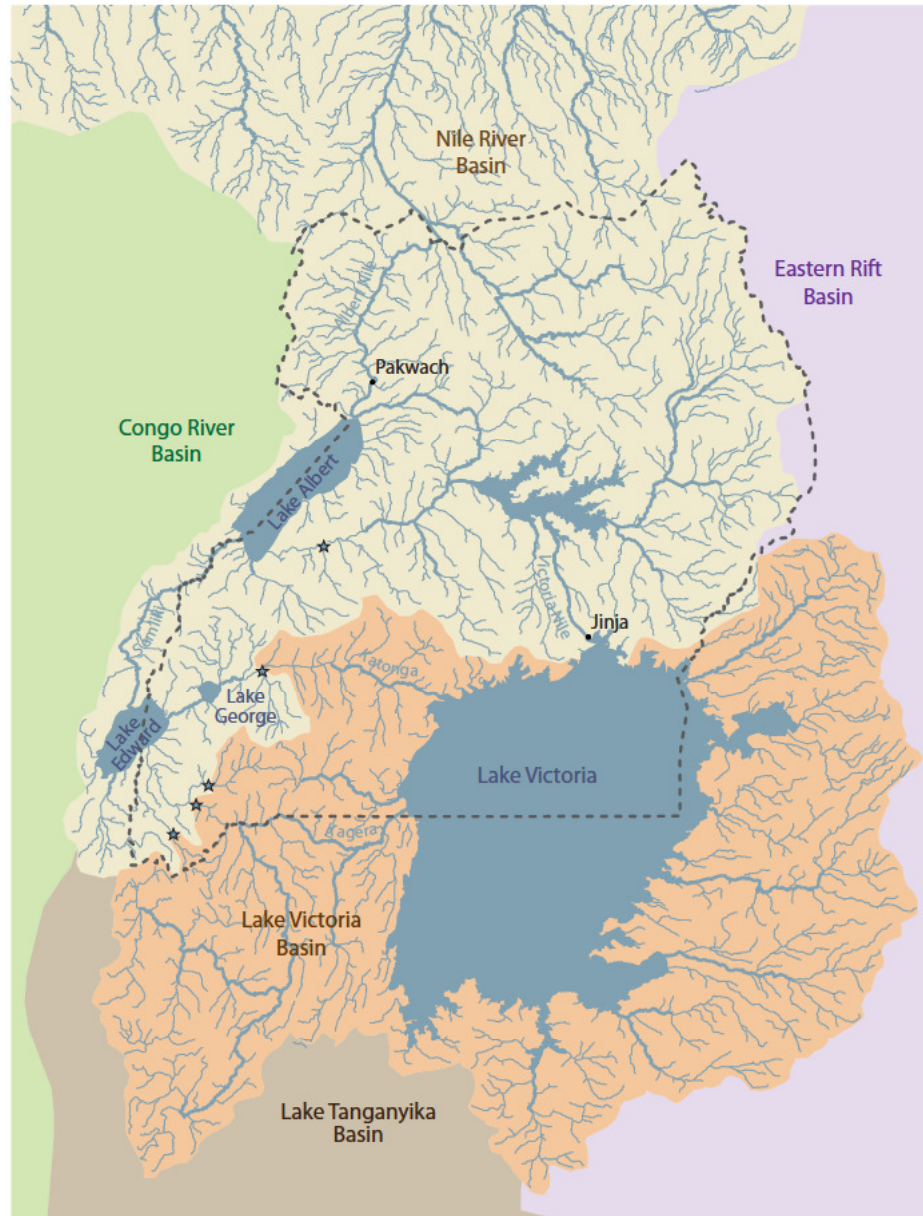 Nile River
Basin
Eastern Rift
Basin
Albert Nile
Pakwach
Congo River
Basin
Lake Albert
Victoria Nile
Jinja
Semliki
Katonga
Lake
George
Lake
Edward
Lake Victoria
Kagera
Lake Victoria
Basin
Lake Tanganyika
Basin